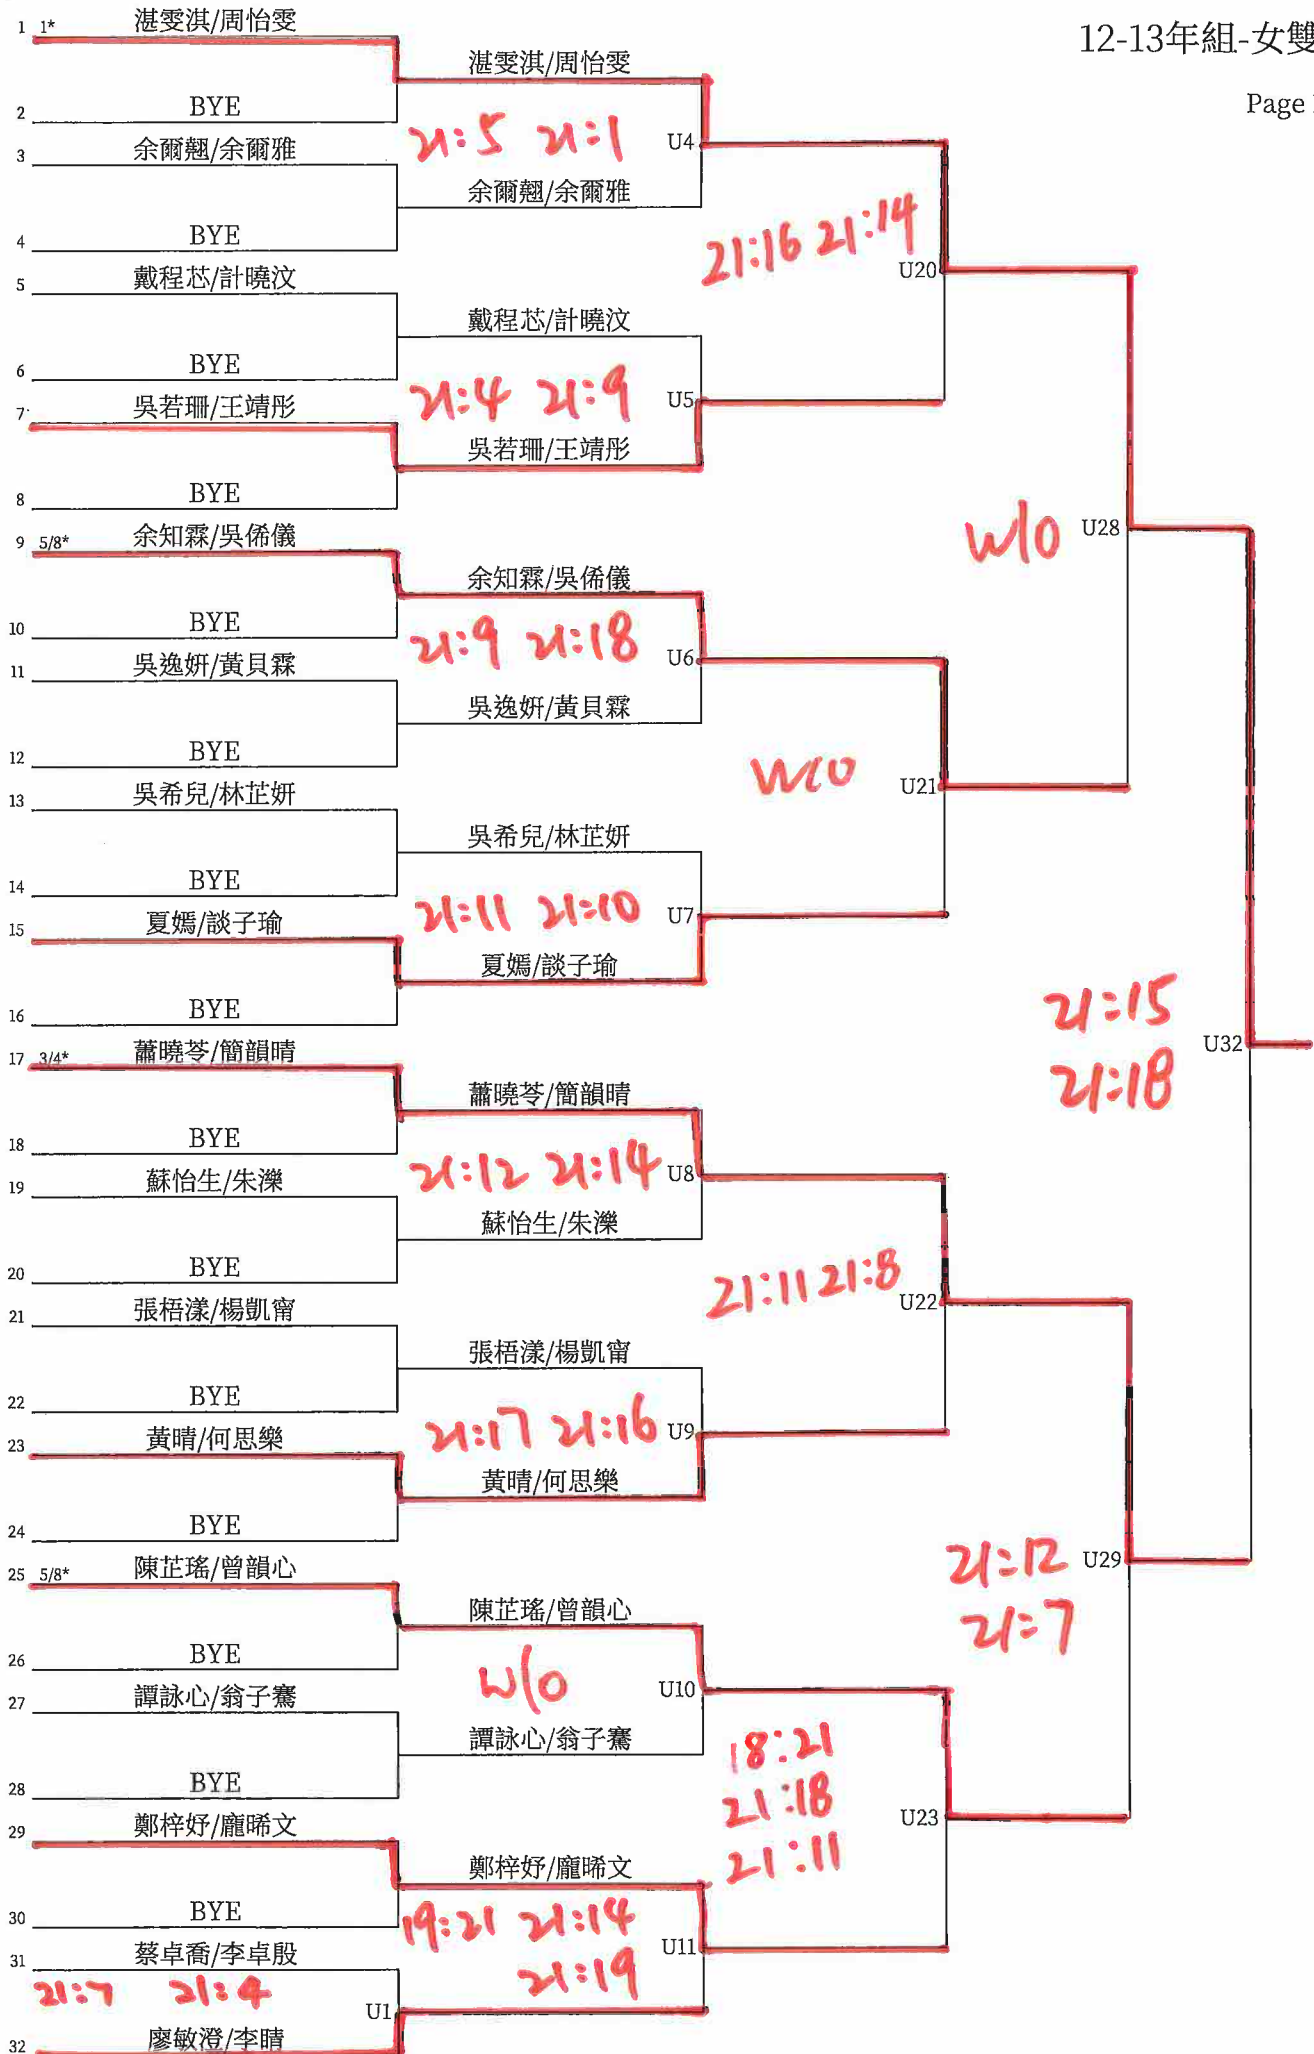 12-13年組-女雙
Page
1 1* 湛雯淇/周怡雯
湛雯淇/周怡雯
2 BYE
21:5 21:1 U4
3 余爾翹/余爾雅
余爾翹/余爾雅
4 BYE
21:16 21:14 U20
5 戴程芯/計曉汶
戴程芯/計曉汶
6 BYE
21:4 21:9 U5
7 吳若珊/王靖彤
吳若珊/王靖彤
8 BYE
W/O U28
9 5/8* 余知霖/吳俙儀
余知霖/吳俙儀
10 BYE
21:9 21:18 U6
11 吳逸妍/黃貝霖
吳逸妍/黃貝霖
12 BYE
W/O U21
13 吳希兒/林芷妍
吳希兒/林芷妍
14 BYE
21:11 21:10 U7
15 夏嫣/談子瑜
夏嫣/談子瑜
16 BYE
21:15
21:18
U32
17 3/4* 蕭曉苓/簡韻晴
蕭曉苓/簡韻晴
18 BYE
21:12 21:14 U8
19 蘇怡生/朱濼
蘇怡生/朱濼
20 BYE
21:11 21:8 U22
21 張梧漾/楊凱甯
張梧漾/楊凱甯
22 BYE
21:17 21:16 U9
23 黃晴/何思樂
黃晴/何思樂
24 BYE
21:12
21:7
U29
25 5/8* 陳芷瑤/曾韻心
陳芷瑤/曾韻心
26 BYE
W/O U10
27 譚詠心/翁子騫
譚詠心/翁子騫
28 BYE
18:21
21:18
21:11
U23
29 鄭梓妤/龐晞文
鄭梓妤/龐晞文
30 BYE
19:21 21:14
21:19
U11
31 蔡卓喬/李卓殷
21:7 21:4 U1
32 廖敏澄/李晴